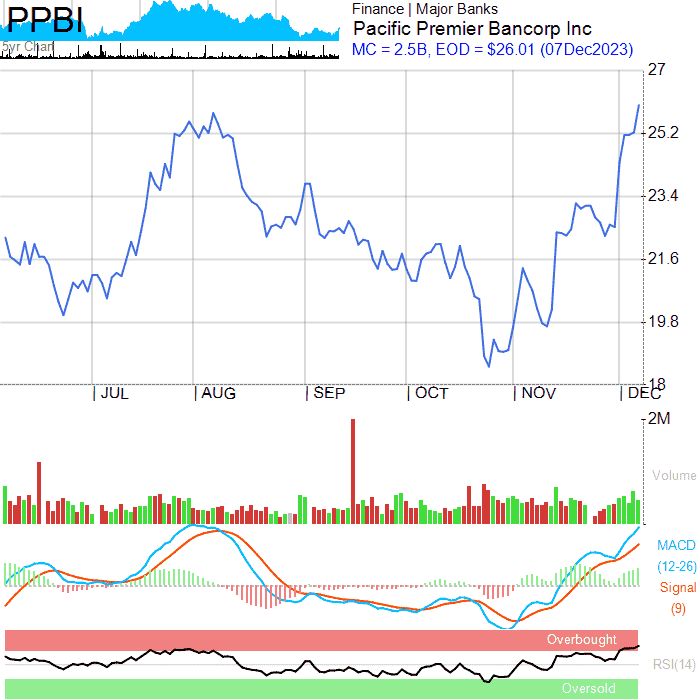 PPBI
5yr Chart
Finance | Major Banks
Pacific Premier Bancorp Inc
MC = 2.5B, EOD = $26.01 (07Dec2023)
27
25.2
23.4
21.6
19.8
18
JUL AUG SEP OCT NOV DEC
2M
Volume
MACD
(12-26)
Signal
(9)
Overbought
RSI(14)
Oversold